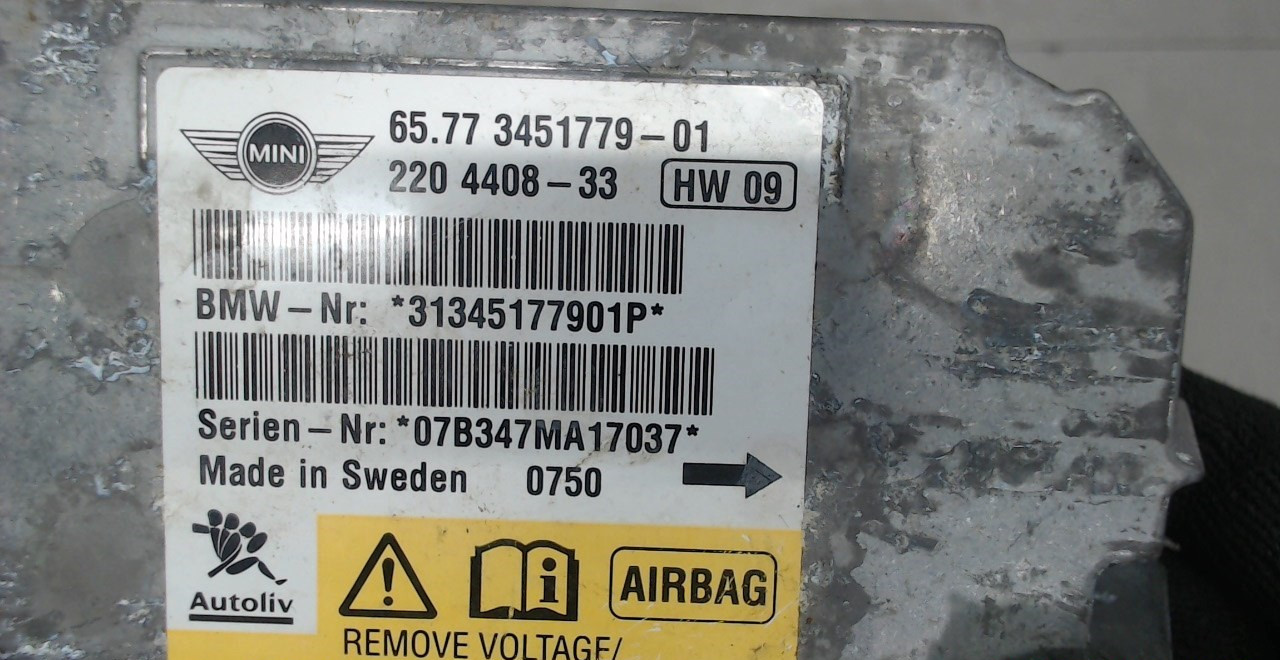 MINI
65.77 3451779-01
220 4408-33 HW 09
BMW-Nr: *31345177901P*
Serien-Nr: *07B347MA17037*
Made in Sweden 0750
Autoliv
AIRBAG
REMOVE VOLTAGE/